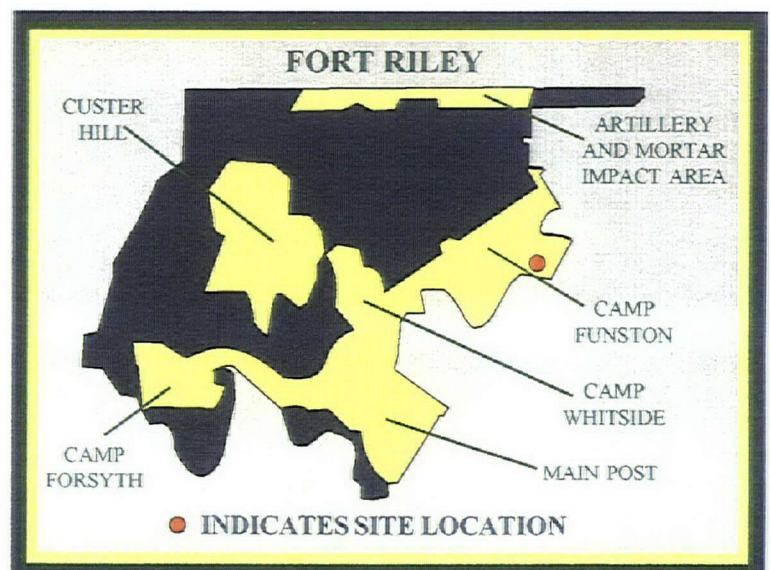 FORT RILEY
CUSTER
HILL
ARTILLERY
AND MORTAR
IMPACT AREA
CAMP
FUNSTON
CAMP
WHITSIDE
CAMP
FORSYTH
MAIN POST
INDICATES SITE LOCATION